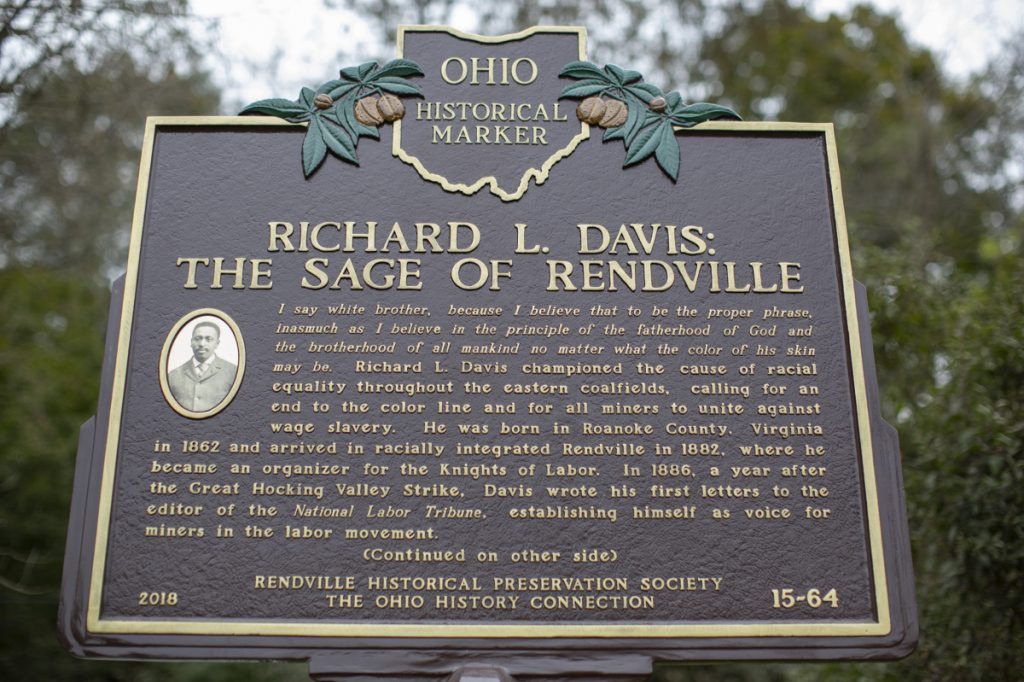 OHIO
HISTORICAL
MARKER
RICHARD L. DAVIS:
THE SAGE OF RENDVILLE
I say white brother, because I believe that to be the proper phrase,
inasmuch as I believe in the principle of the fatherhood of God and
the brotherhood of all mankind no matter what the color of his skin
may be. Richard L. Davis championed the cause of racial
equality throughout the eastern coalfields, calling for an
end to the color line and for all miners to unite against
wage slavery. He was born in Roanoke County, Virginia
in 1862 and arrived in racially integrated Rendville in 1882, where he
became an organizer for the Knights of Labor. In 1886, a year after
the Great Hocking Valley Strike, Davis wrote his first letters to the
editor of the National Labor Tribune, establishing himself as voice for
miners in the labor movement.
(Continued on other side)
RENDVILLE HISTORICAL PRESERVATION SOCIETY
2018 THE OHIO HISTORY CONNECTION 15-64